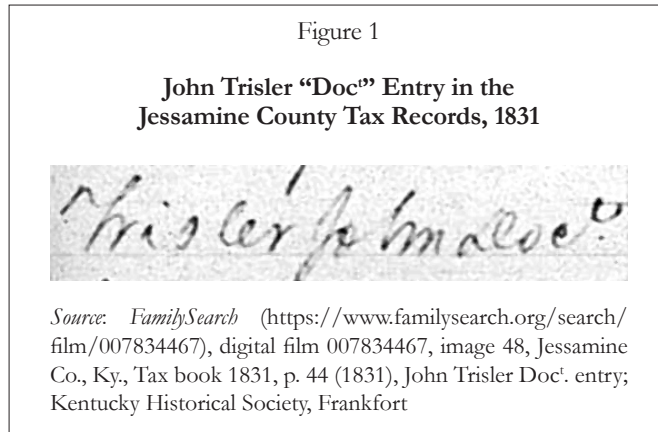 Figure 1
John Trisler “Docᵗ” Entry in the
Jessamine County Tax Records, 1831
Trisler John Docᵗ
Source: FamilySearch (https://www.familysearch.org/search/
film/007834467), digital film 007834467, image 48, Jessamine
Co., Ky., Tax book 1831, p. 44 (1831), John Trisler Docᵗ. entry;
Kentucky Historical Society, Frankfort